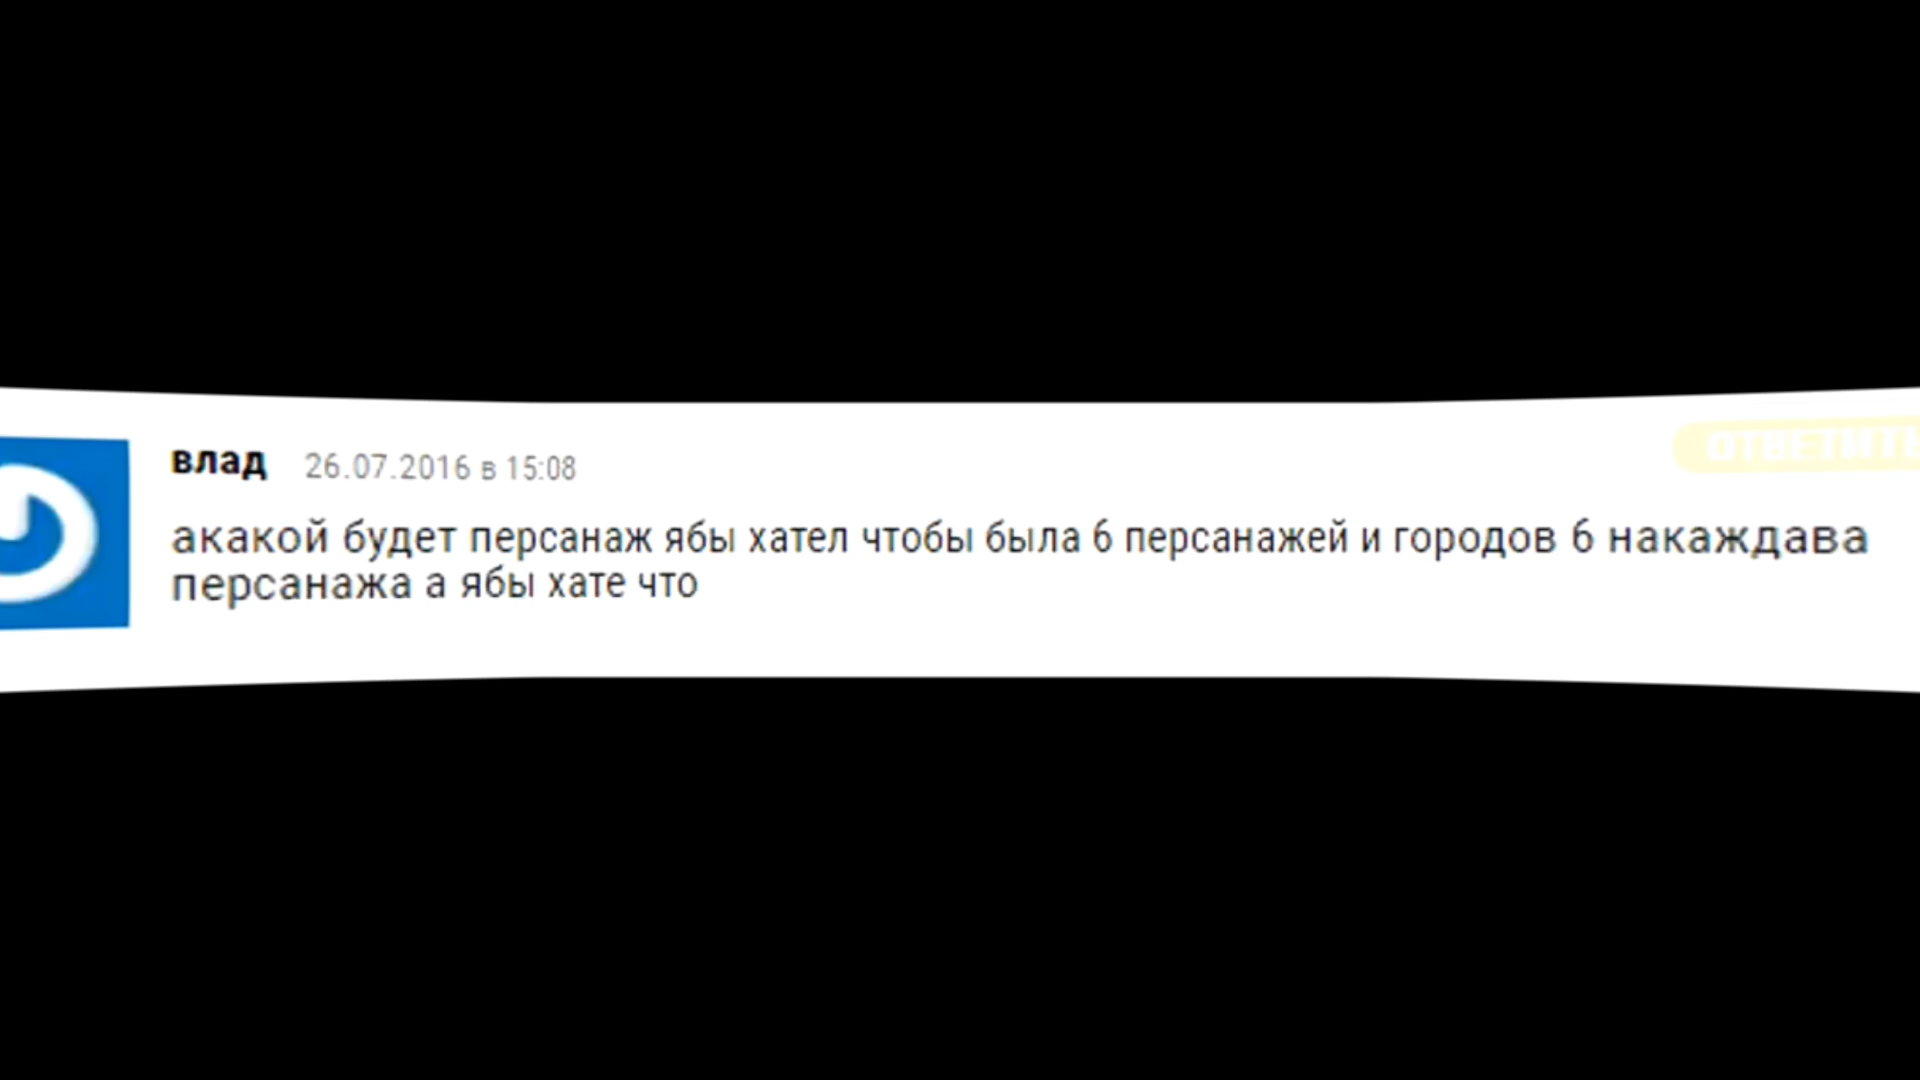 влад 26.07.2016 в 15:08
ОТВЕТИТЬ
акакой будет персанаж ябы хател чтобы была 6 персанажей и городов 6 накаждава
персанажа а ябы хате что